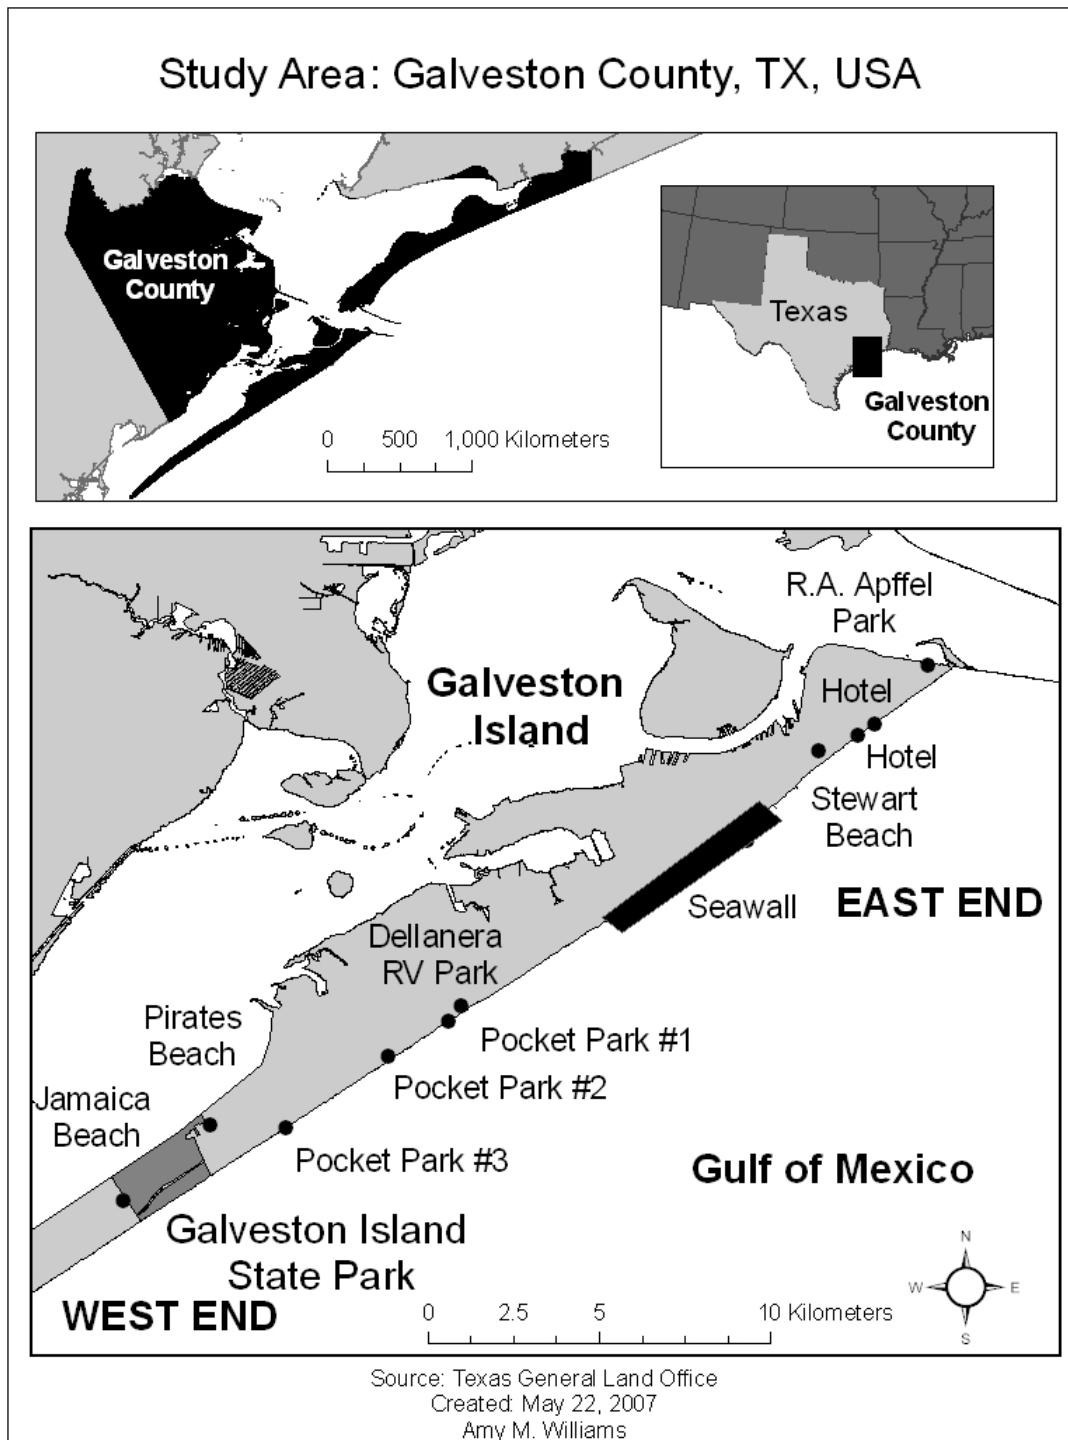 Study Area: Galveston County, TX, USA
Galveston
County
Texas
Galveston
County
0 500 1,000 Kilometers
R.A. Apffel
Park
Galveston
Island
Hotel
Hotel
Stewart
Beach
Seawall
EAST END
Dellanera
RV Park
Pirates
Beach
Pocket Park #1
Pocket Park #2
Jamaica
Beach
Pocket Park #3
Gulf of Mexico
Galveston Island
State Park
WEST END
N
W E
S
0 2.5 5 10 Kilometers
Source: Texas General Land Office
Created: May 22, 2007
Amy M. Williams